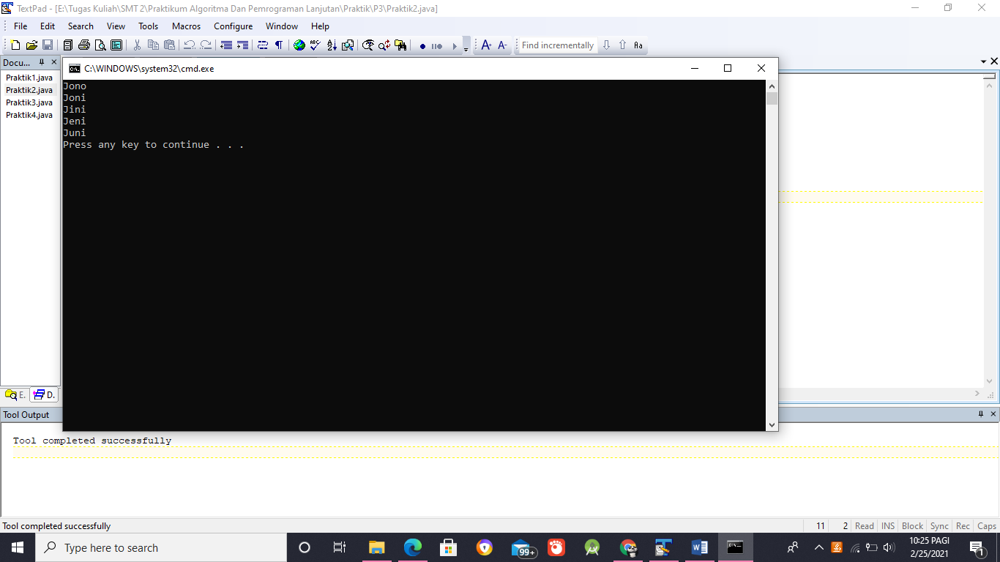 TextPad - [E:\Tugas Kuliah\SMT 2\Praktikum Algoritma Dan Pemrograman Lanjutan\Praktik\P3\Praktik2.java]
File Edit Search View Tools Macros Configure Window Help
Find incrementally
Docu...
C:\WINDOWS\system32\cmd.exe
Praktik1.java
Praktik2.java
Praktik3.java
Praktik4.java
Jono
Joni
Jini
Jeni
Juni
Press any key to continue . . .
E. D.
Tool Output
Tool completed successfully
Tool completed successfully
11 2 Read INS Block Sync Rec Caps
Type here to search
99+
10:25 PAGI
2/25/2021
1